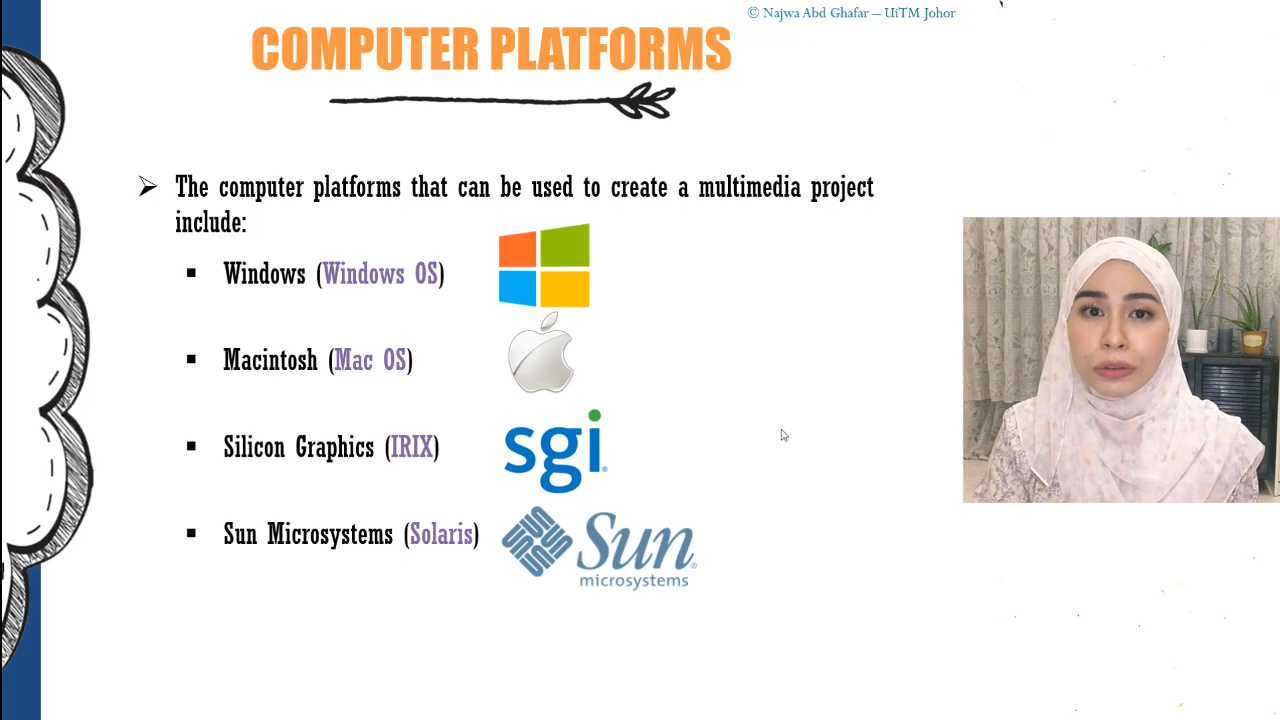 © Najwa Abd Ghafar – UiTM Johor
COMPUTER PLATFORMS
The computer platforms that can be used to create a multimedia project
include:
Windows (Windows OS)
Macintosh (Mac OS)
Silicon Graphics (IRIX)
sgi
Sun Microsystems (Solaris)
Sun
microsystems